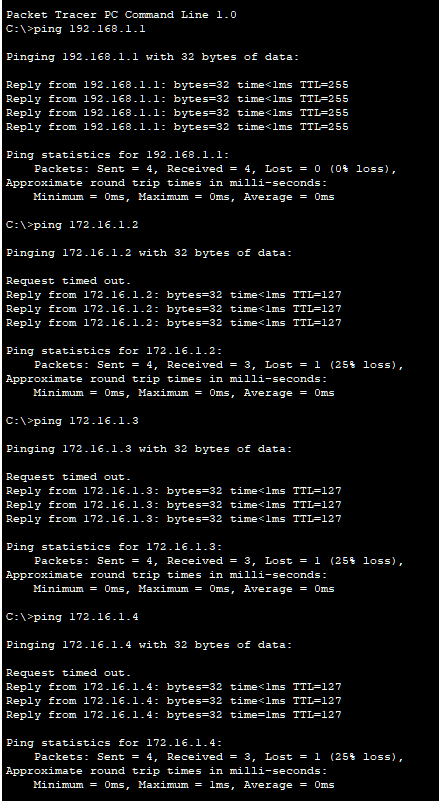 Packet Tracer PC Command Line 1.0
C:\>ping 192.168.1.1
Pinging 192.168.1.1 with 32 bytes of data:
Reply from 192.168.1.1: bytes=32 time<1ms TTL=255
Reply from 192.168.1.1: bytes=32 time<1ms TTL=255
Reply from 192.168.1.1: bytes=32 time<1ms TTL=255
Reply from 192.168.1.1: bytes=32 time<1ms TTL=255
Ping statistics for 192.168.1.1:
Packets: Sent = 4, Received = 4, Lost = 0 (0% loss),
Approximate round trip times in milli-seconds:
Minimum = 0ms, Maximum = 0ms, Average = 0ms
C:\>ping 172.16.1.2
Pinging 172.16.1.2 with 32 bytes of data:
Request timed out.
Reply from 172.16.1.2: bytes=32 time<1ms TTL=127
Reply from 172.16.1.2: bytes=32 time<1ms TTL=127
Reply from 172.16.1.2: bytes=32 time<1ms TTL=127
Ping statistics for 172.16.1.2:
Packets: Sent = 4, Received = 3, Lost = 1 (25% loss),
Approximate round trip times in milli-seconds:
Minimum = 0ms, Maximum = 0ms, Average = 0ms
C:\>ping 172.16.1.3
Pinging 172.16.1.3 with 32 bytes of data:
Request timed out.
Reply from 172.16.1.3: bytes=32 time<1ms TTL=127
Reply from 172.16.1.3: bytes=32 time<1ms TTL=127
Reply from 172.16.1.3: bytes=32 time<1ms TTL=127
Ping statistics for 172.16.1.3:
Packets: Sent = 4, Received = 3, Lost = 1 (25% loss),
Approximate round trip times in milli-seconds:
Minimum = 0ms, Maximum = 0ms, Average = 0ms
C:\>ping 172.16.1.4
Pinging 172.16.1.4 with 32 bytes of data:
Request timed out.
Reply from 172.16.1.4: bytes=32 time<1ms TTL=127
Reply from 172.16.1.4: bytes=32 time<1ms TTL=127
Reply from 172.16.1.4: bytes=32 time=1ms TTL=127
Ping statistics for 172.16.1.4:
Packets: Sent = 4, Received = 3, Lost = 1 (25% loss),
Approximate round trip times in milli-seconds:
Minimum = 0ms, Maximum = 1ms, Average = 0ms